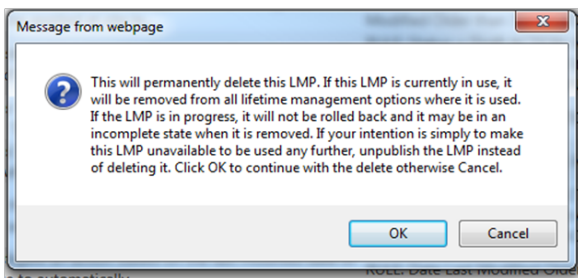 Message from webpage
This will permanently delete this LMP. If this LMP is currently in use, it
will be removed from all lifetime management options where it is used.
If the LMP is in progress, it will not be rolled back and it may be in an
incomplete state when it is removed. If your intention is simply to make
this LMP unavailable to be used any further, unpublish the LMP instead
of deleting it. Click OK to continue with the delete otherwise Cancel.
OK
Cancel